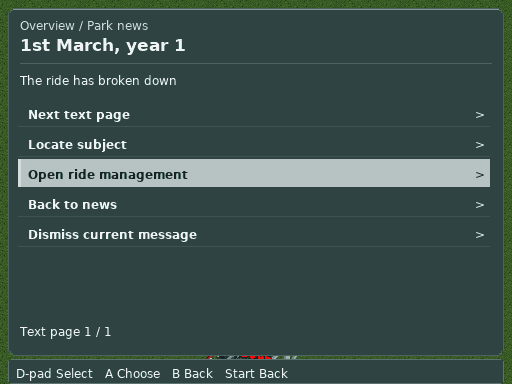 Overview / Park news
1st March, year 1
The ride has broken down
Next text page >
Locate subject >
Open ride management >
Back to news >
Dismiss current message >
Text page 1 / 1
D-pad Select A Choose B Back Start Back